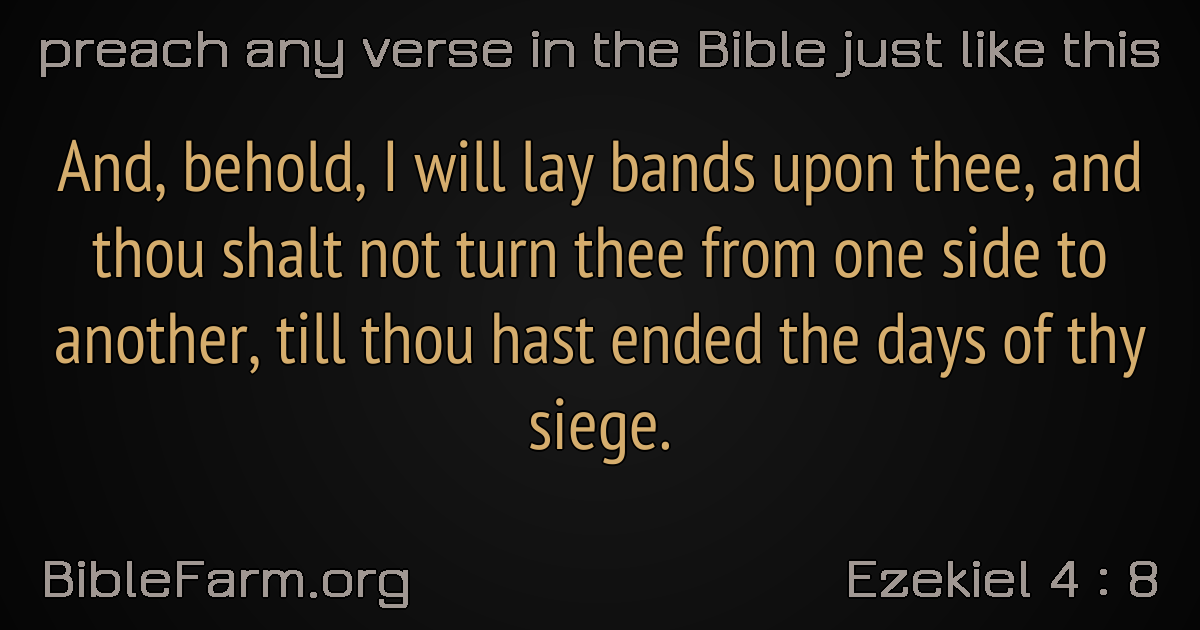 preach any verse in the Bible just like this
And, behold, I will lay bands upon thee, and
thou shalt not turn thee from one side to
another, till thou hast ended the days of thy
siege.
BibleFarm.org
Ezekiel 4 : 8